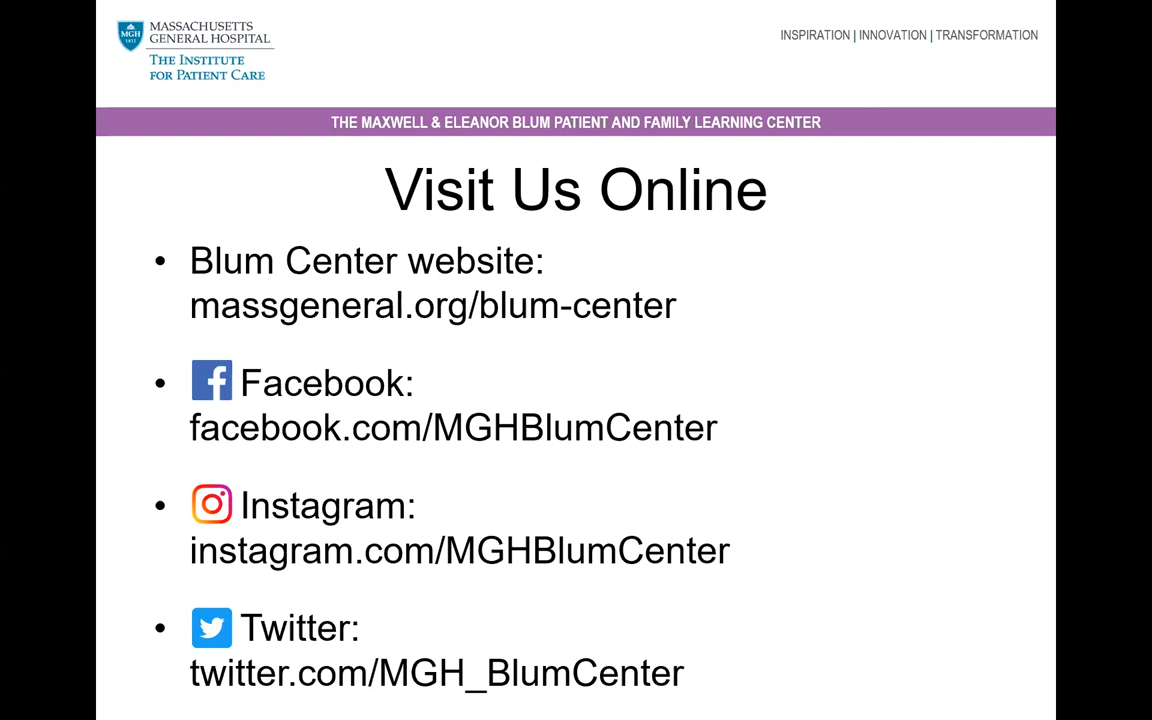 MGH
1811
MASSACHUSETTS
GENERAL HOSPITAL
THE INSTITUTE
FOR PATIENT CARE
INSPIRATION | INNOVATION | TRANSFORMATION
THE MAXWELL & ELEANOR BLUM PATIENT AND FAMILY LEARNING CENTER
Visit Us Online
• Blum Center website:
massgeneral.org/blum-center
• Facebook:
facebook.com/MGHBlumCenter
• Instagram:
instagram.com/MGHBlumCenter
• Twitter:
twitter.com/MGH_BlumCenter